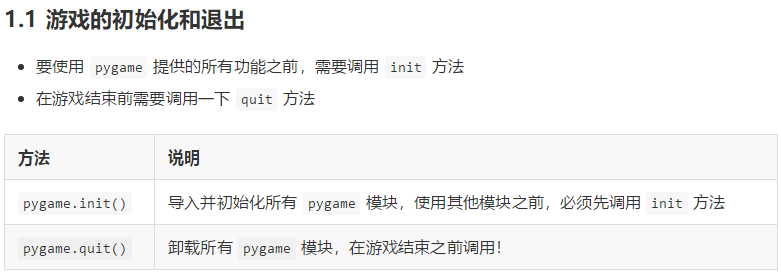 1.1 游戏的初始化和退出
要使用 pygame 提供的所有功能之前，需要调用 init 方法
在游戏结束前需要调用一下 quit 方法
方法 说明
pygame.init() 导入并初始化所有 pygame 模块，使用其他模块之前，必须先调用 init 方法
pygame.quit() 卸载所有 pygame 模块，在游戏结束之前调用！